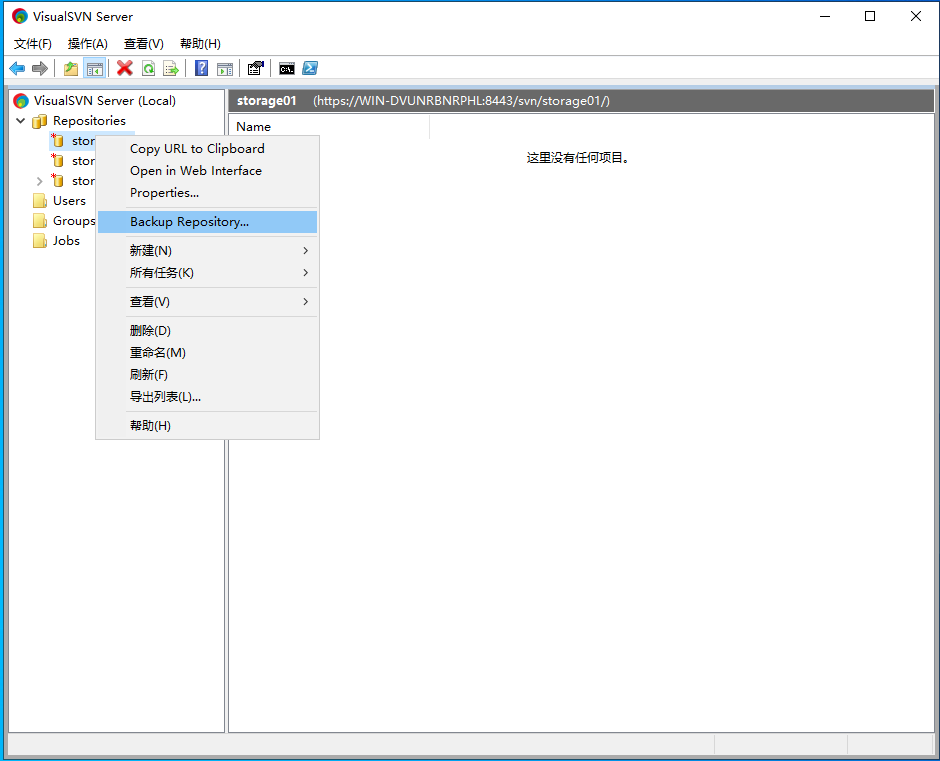 VisualSVN Server
文件(F) 操作(A) 查看(V) 帮助(H)
VisualSVN Server (Local)
Repositories
stor
stor
stor
Users
Groups
Jobs
storage01 (https://WIN-DVUNRBNRPHL:8443/svn/storage01/)
Name
这里没有任何项目。
Copy URL to Clipboard
Open in Web Interface
Properties...
Backup Repository...
新建(N)
所有任务(K)
查看(V)
删除(D)
重命名(M)
刷新(F)
导出列表(L)...
帮助(H)